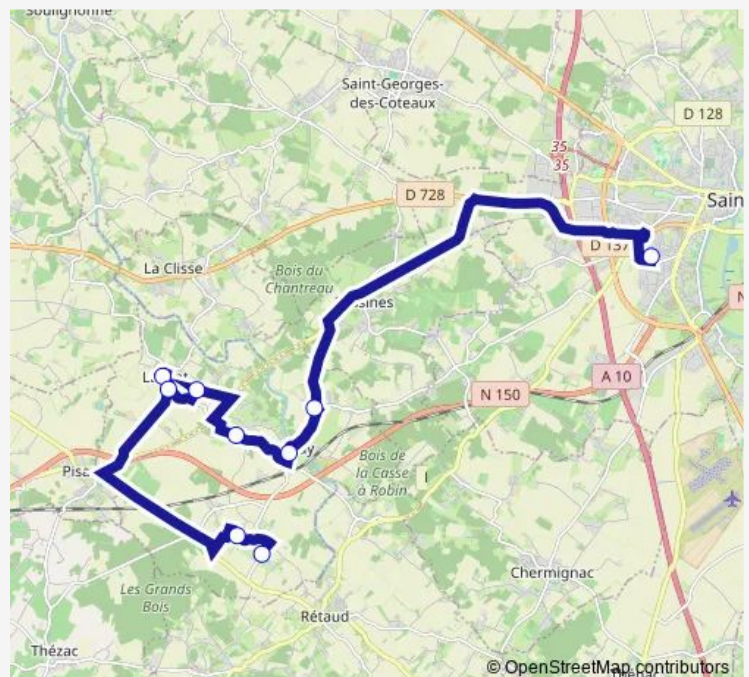 Soulignonne
Saint-Georges-
des-Coteaux
D 128
35
35
D 728
Sain
D 137
La Clisse
Bois du
Chantreau
sines
A 10
N 150
Bois de
la Casse
à Robin
Pisa
Chermignac
Les Grands
Bois
Rétaud
Thézac
© OpenStreetMap contributors